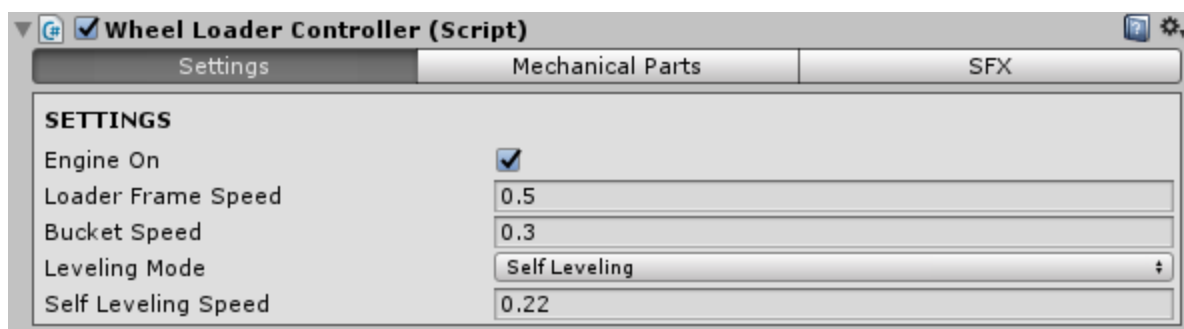 Wheel Loader Controller (Script)
Settings Mechanical Parts SFX
SETTINGS
Engine On
Loader Frame Speed 0.5
Bucket Speed 0.3
Leveling Mode Self Leveling
Self Leveling Speed 0.22